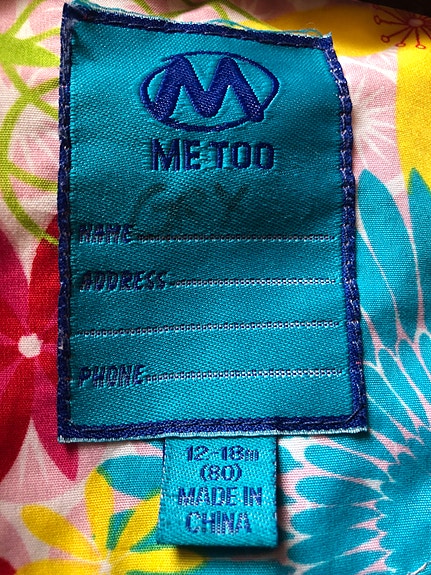 M
ME TOO
NAME
ADDRESS
PHONE
12-18m
(80)
MADE IN
CHINA